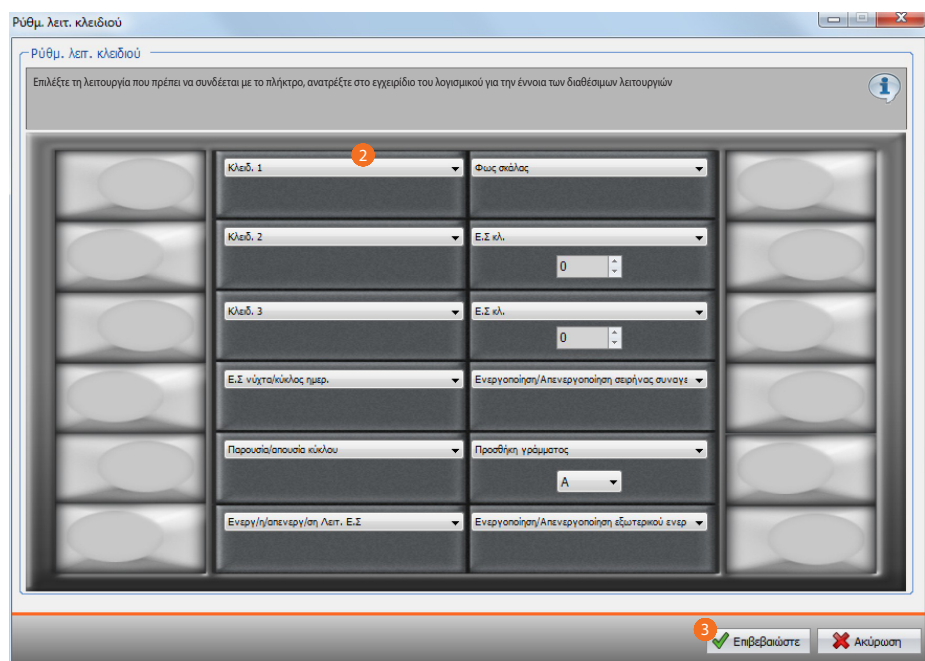 Ρύθμ. λειτ. κλειδιού
Ρύθμ. λειτ. κλειδιού
Επιλέξτε τη λειτουργία που πρέπει να συνδέεται με το πλήκτρο, ανατρέξτε στο εγχειρίδιο του λογισμικού για την έννοια των διαθέσιμων λειτουργιών
2
Κλειδ. 1 Φως σκάλας
Κλειδ. 2 Ε.Σ κλ.
0
Κλειδ. 3 Ε.Σ κλ.
0
Ε.Σ νύχτα/κύκλος ημερ. Ενεργοποίηση/Απενεργοποίηση σειρήνας συναγε
Παρουσία/απουσία κύκλου Προσθήκη γράμματος
A
Ενεργ/η/απενεργ/ση Λειτ. Ε.Σ Ενεργοποίηση/Απενεργοποίηση εξωτερικού ενερ
3
Επιβεβαιώστε Ακύρωση